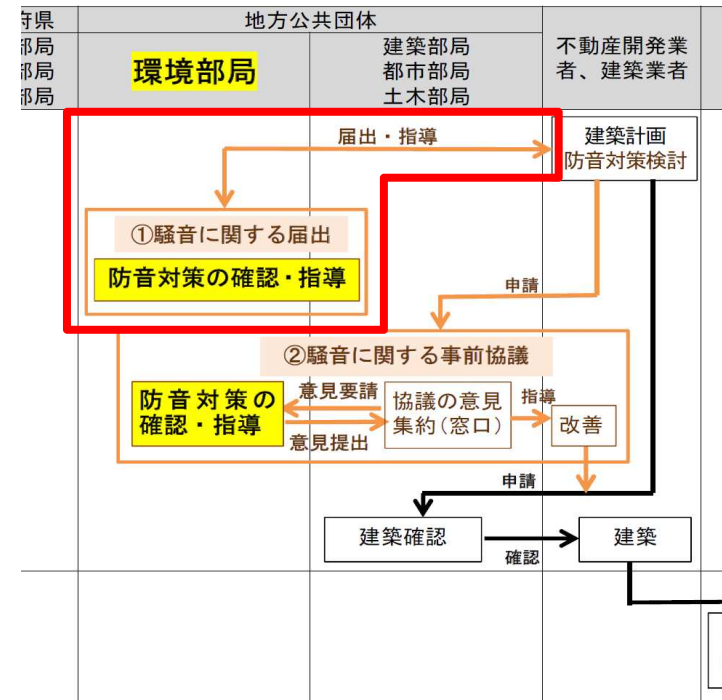 府県
地方公共団体
部局
部局
部局
環境部局
建築部局
都市部局
土木部局
不動産開発業
者、建築業者
届出・指導
建築計画
防音対策検討
①騒音に関する届出
防音対策の確認・指導
申請
②騒音に関する事前協議
防音対策の
確認・指導
意見要請
意見提出
協議の意見
集約(窓口)
指導
改善
申請
建築確認
確認
建築